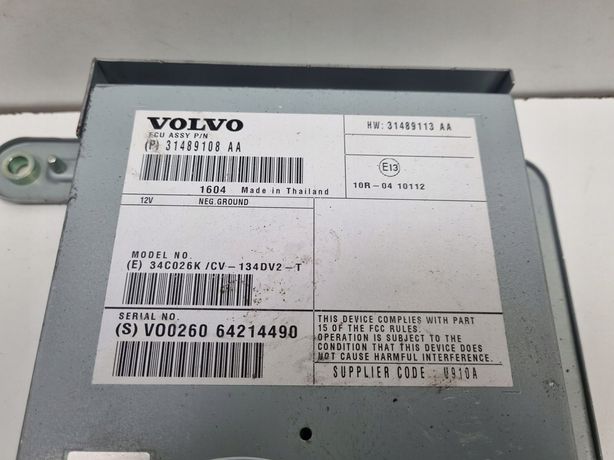 VOLVO
ECU ASSY P/N
(P) 31489108 AA
1604 Made in Thailand
HW: 31489113 AA
E13
10R-04 10112
12V NEG.GROUND
MODEL NO.
(E) 34C026K /CV-134DV2-T
SERIAL NO.
(S) VO0260 64214490
THIS DEVICE COMPLIES WITH PART
15 OF THE FCC RULES.
OPERATION IS SUBJECT TO THE
CONDITION THAT THIS DEVICE DOES
NOT CAUSE HARMFUL INTERFERENCE.
SUPPLIER CODE : U910A